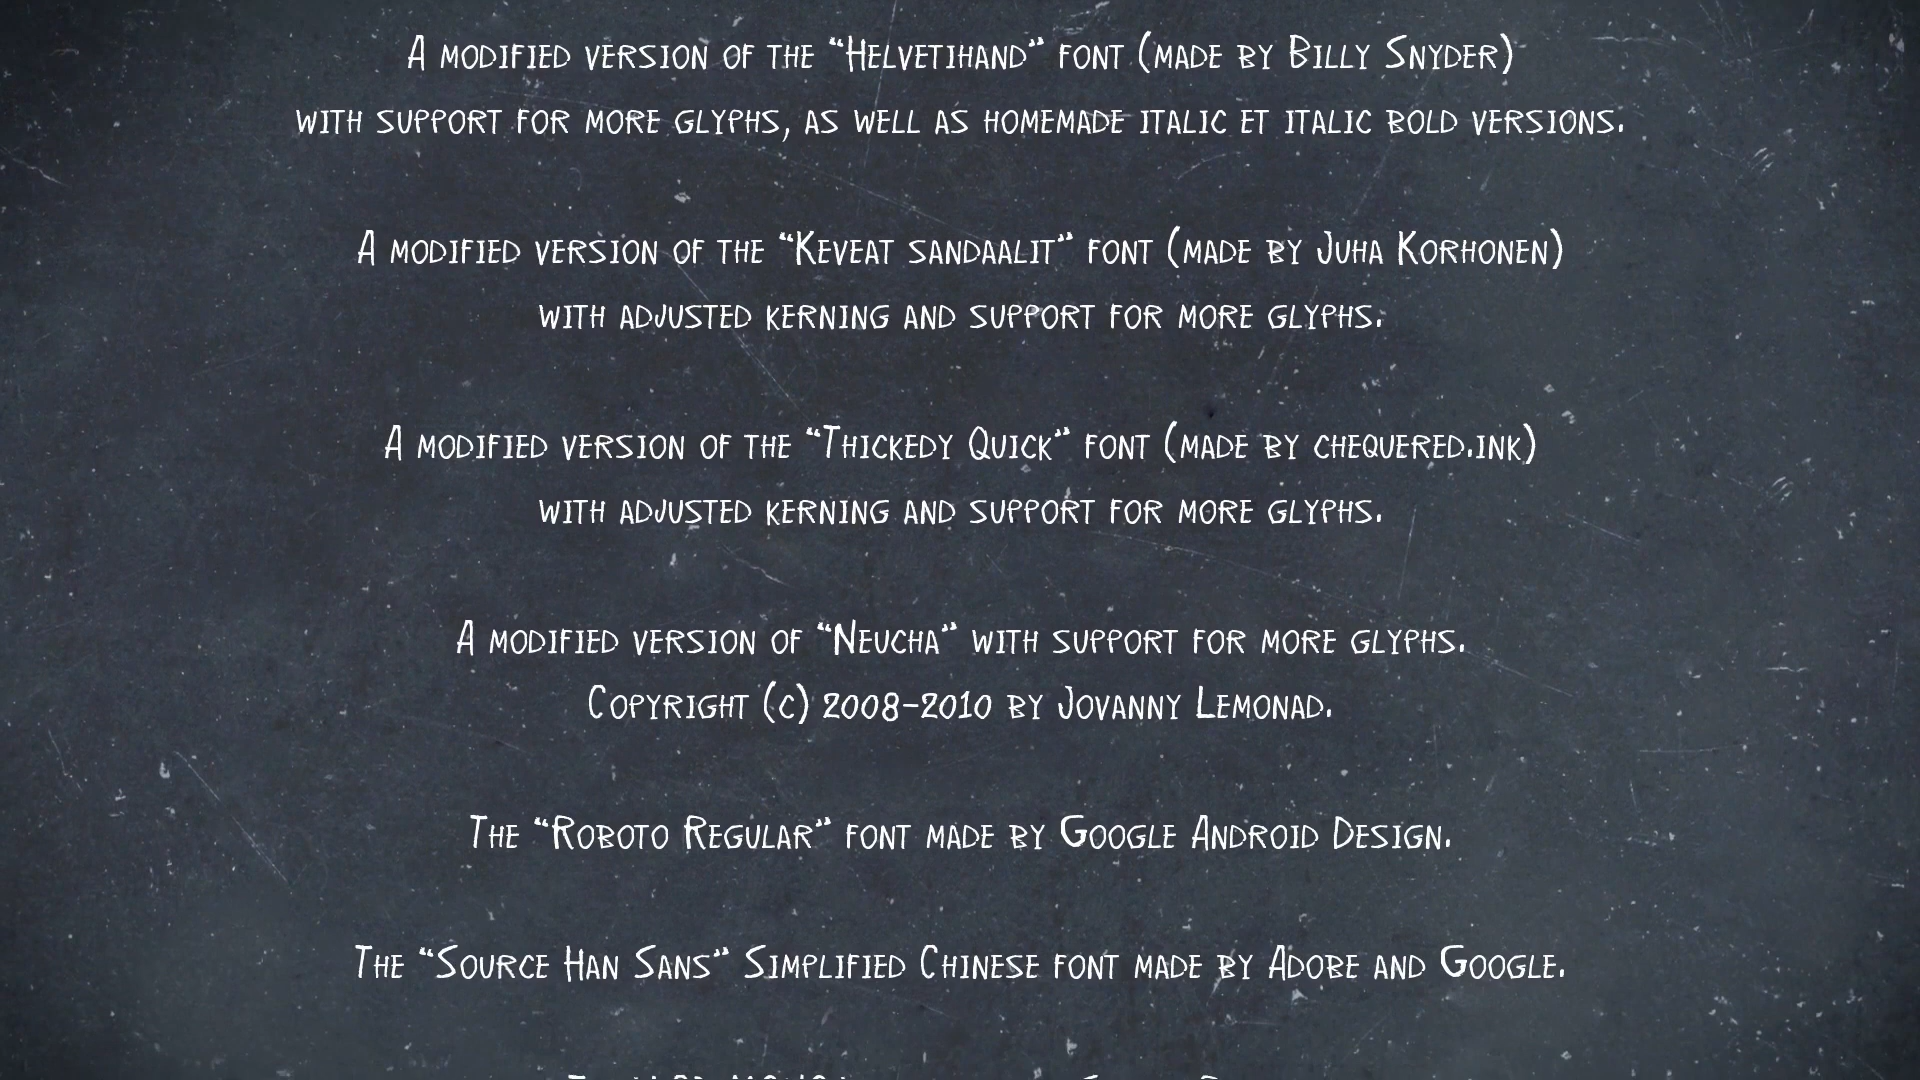 A modified version of the “Helvetihand” font (made by Billy Snyder)
with support for more glyphs, as well as homemade italic et italic bold versions.
A modified version of the “Keveat sandaalit” font (made by Juha Korhonen)
with adjusted kerning and support for more glyphs.
A modified version of the “Thickedy Quick” font (made by chequered.ink)
with adjusted kerning and support for more glyphs.
A modified version of “Neucha” with support for more glyphs.
Copyright (c) 2008-2010 by Jovanny Lemonad.
The “Roboto Regular” font made by Google Android Design.
The “Source Han Sans” Simplified Chinese font made by Adobe and Google.